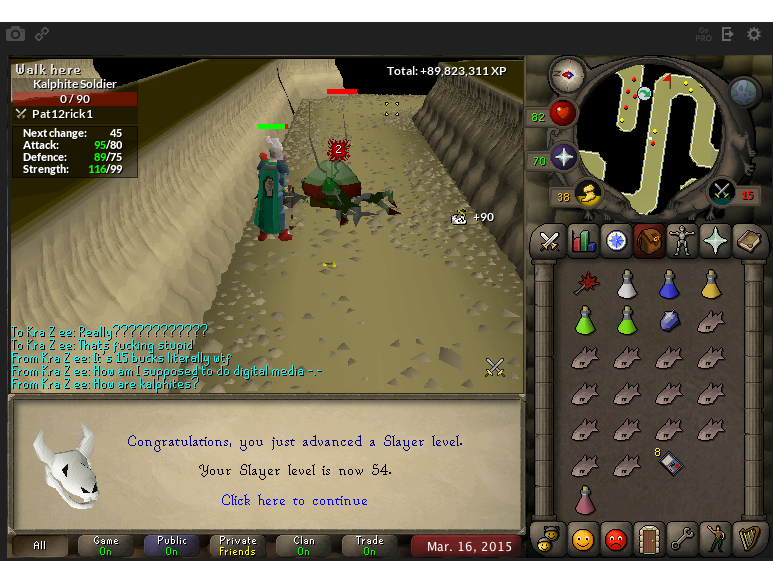 Go
PRO
Walk here
Kalphite Soldier
0 / 90
Pat12rick1
Next change: 45
Attack: 95/80
Defence: 89/75
Strength: 116/99
Total: +89,823,311 XP
2
+90
82
70
38
15
8
To Kra Z ee: Really????????????
To Kra Z ee: Thats fucking stupid
From Kra Z ee: It's 15 bucks literally wtf
From Kra Z ee: How am I supposed to do digital media -.-
From Kra Z ee: How are kalphites?
Congratulations, you just advanced a Slayer level.
Your Slayer level is now 54.
Click here to continue
All
Game
On
Public
On
Private
Friends
Clan
On
Trade
On
Mar. 16, 2015